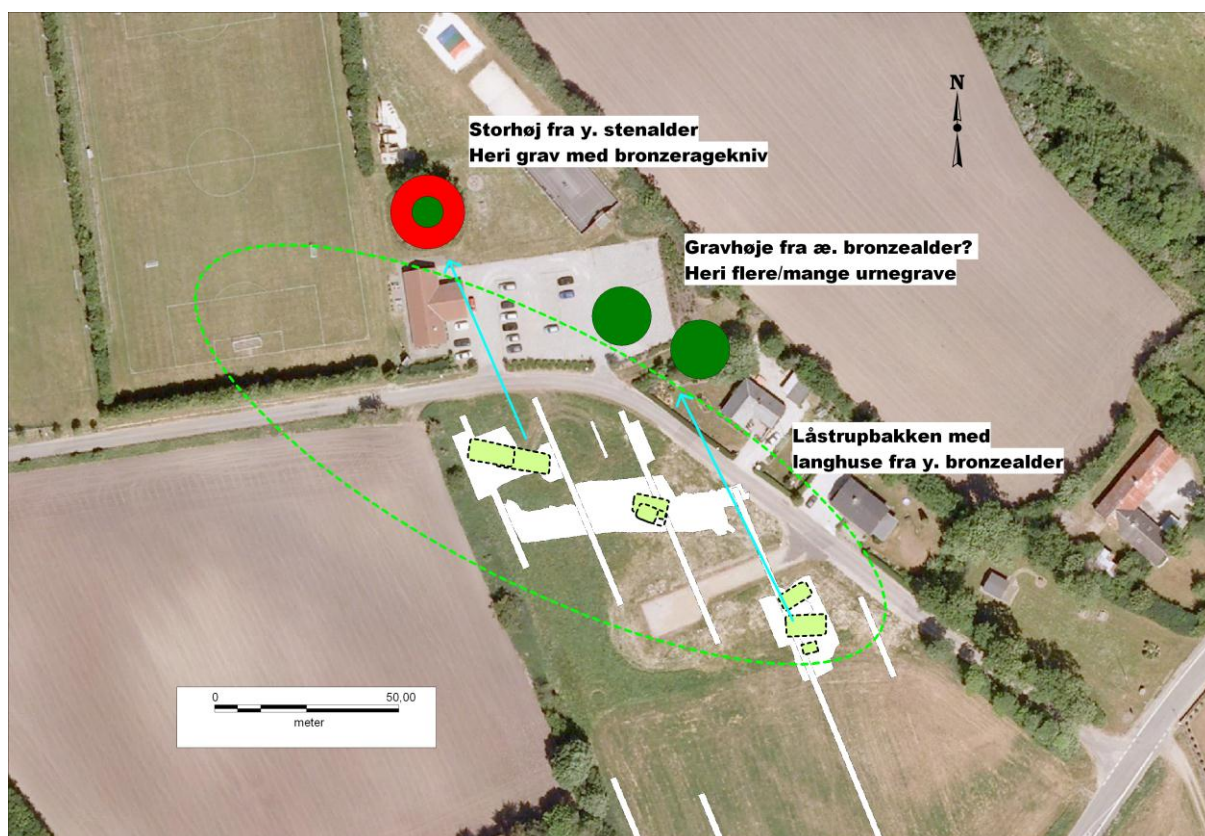 N
Storhøj fra y. stenalder
Heri grav med bronzeragekniv
Gravhøje fra æ. bronzealder?
Heri flere/mange urnegrave
Låstrupbakken med
langhuse fra y. bronzealder
0 50,00
meter